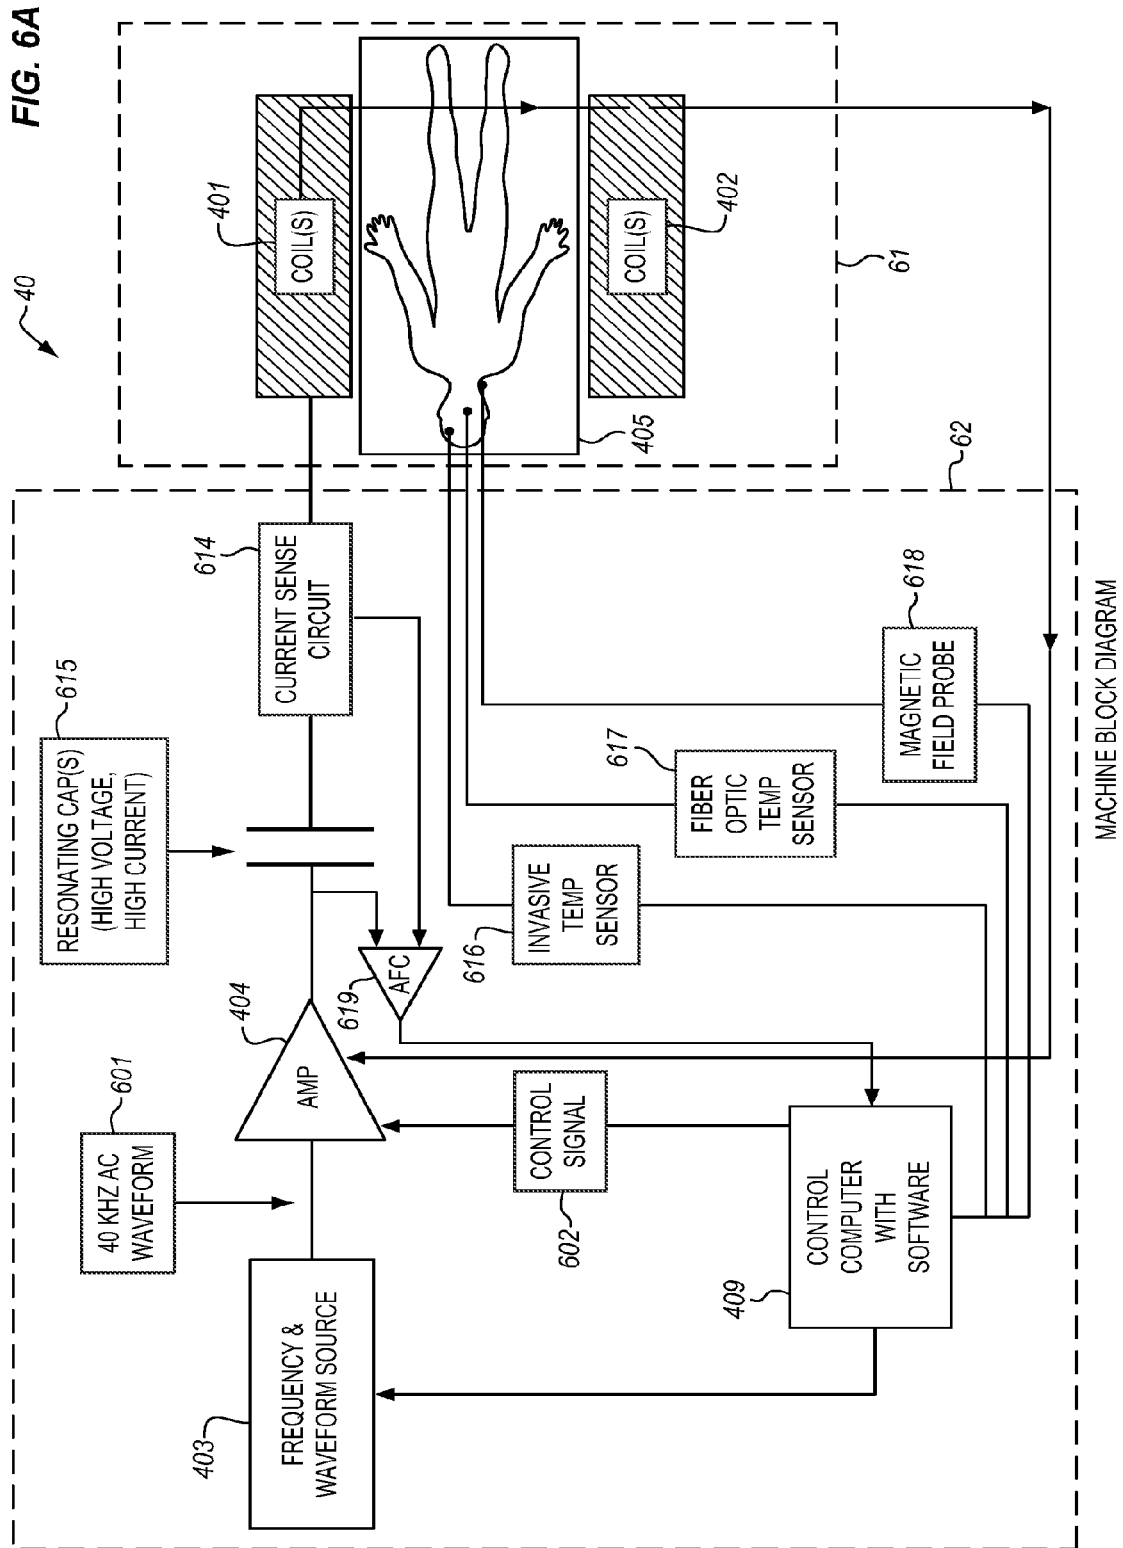 FIG. 6A
40
401
COIL(S)
COIL(S)
402
405
61
62
614
CURRENT SENSE
CIRCUIT
615
RESONATING CAP(S)
(HIGH VOLTAGE,
HIGH CURRENT)
618
MAGNETIC
FIELD PROBE
617
FIBER
OPTIC
TEMP
SENSOR
616
INVASIVE
TEMP
SENSOR
619
AFC
404
AMP
601
40 KHZ AC
WAVEFORM
CONTROL
SIGNAL
602
403
FREQUENCY &
WAVEFORM SOURCE
409
CONTROL
COMPUTER
WITH
SOFTWARE
MACHINE BLOCK DIAGRAM